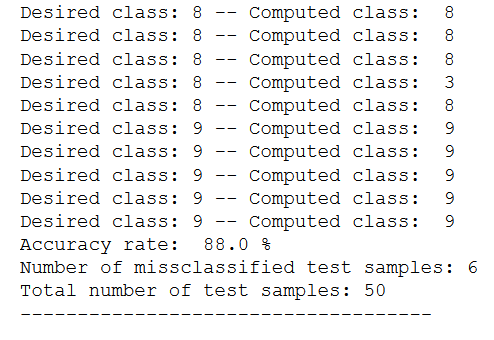 Desired class: 8 -- Computed class:  8
Desired class: 8 -- Computed class:  8
Desired class: 8 -- Computed class:  8
Desired class: 8 -- Computed class:  3
Desired class: 8 -- Computed class:  8
Desired class: 9 -- Computed class:  9
Desired class: 9 -- Computed class:  9
Desired class: 9 -- Computed class:  9
Desired class: 9 -- Computed class:  9
Desired class: 9 -- Computed class:  9
Accuracy rate:  88.0 %
Number of missclassified test samples: 6
Total number of test samples: 50
------------------------------------